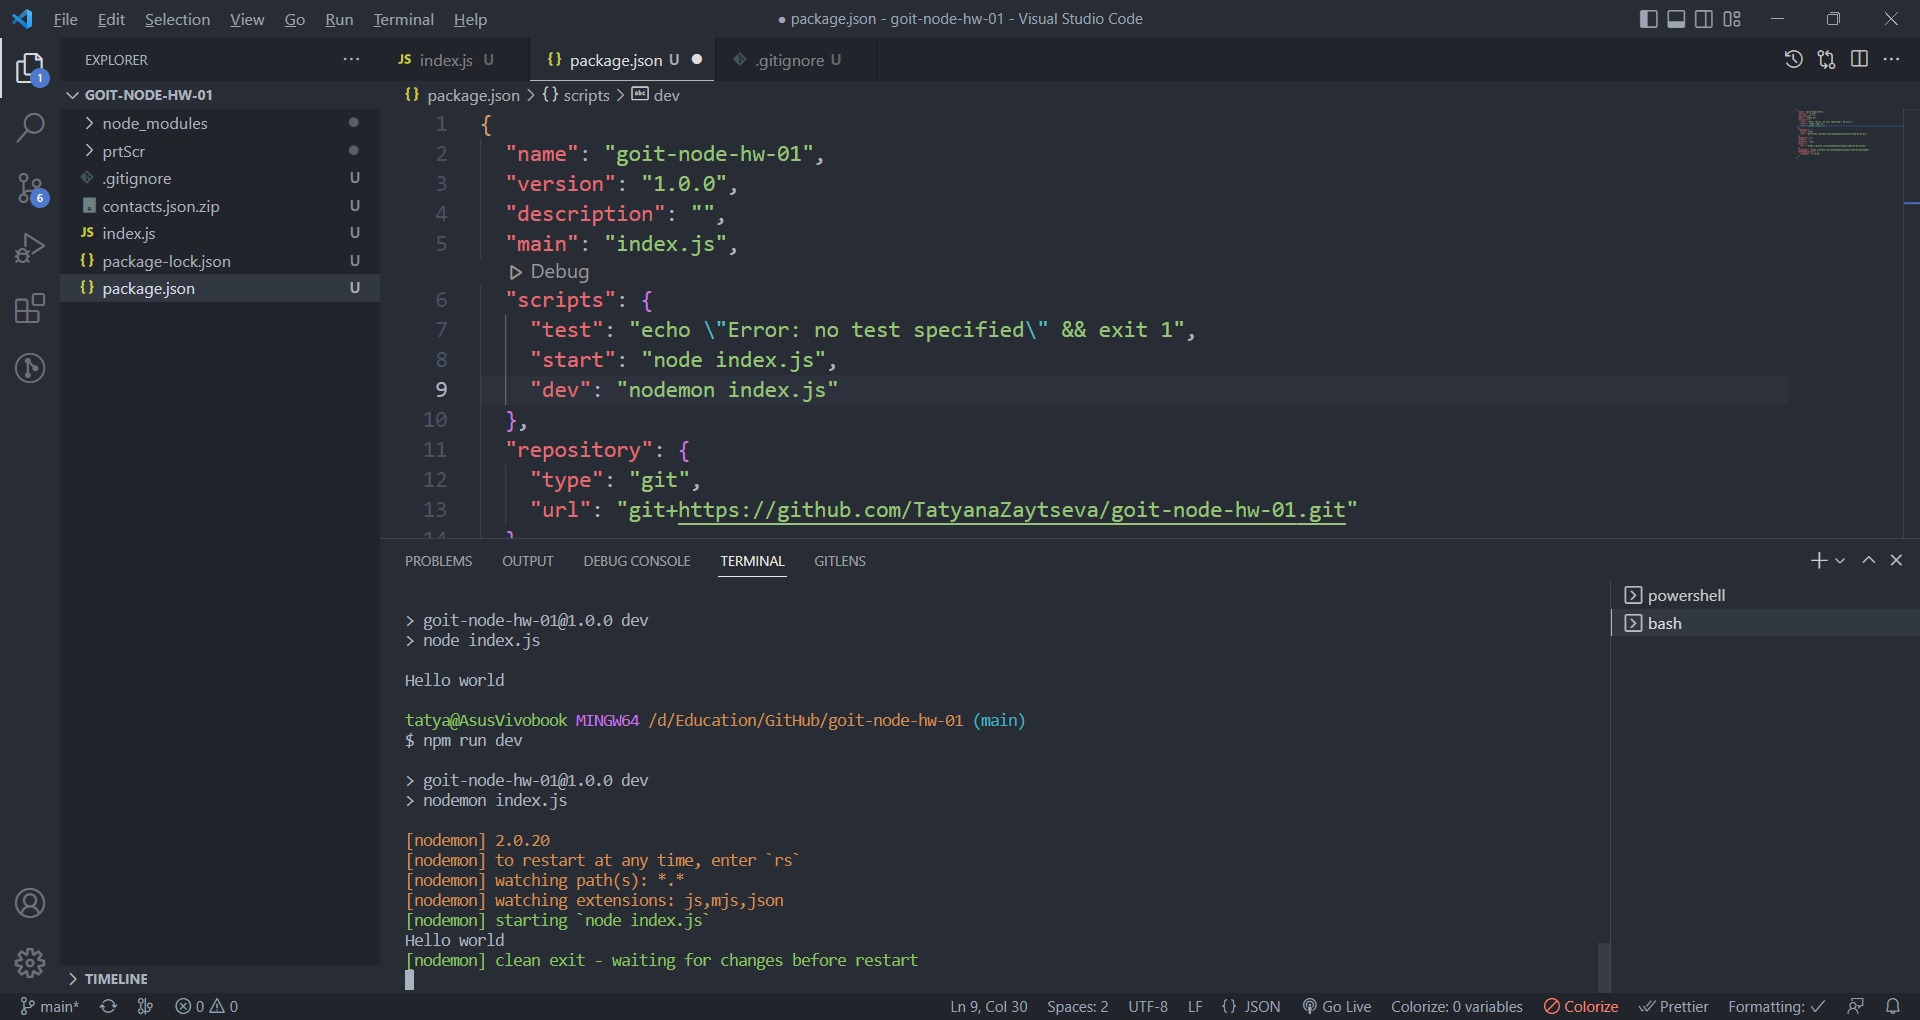 File Edit Selection View Go Run Terminal Help
● package.json - goit-node-hw-01 - Visual Studio Code
1
6
EXPLORER
GOIT-NODE-HW-01
node_modules
prtScr
.gitignore U
contacts.json.zip U
JS index.js U
{} package-lock.json U
{} package.json U
TIMELINE
JS index.js U
{} package.json U ●
.gitignore U
{} package.json > {} scripts > abc dev
1 {
2 "name": "goit-node-hw-01",
3 "version": "1.0.0",
4 "description": "",
5 "main": "index.js",
Debug
6 "scripts": {
7 "test": "echo \"Error: no test specified\" && exit 1",
8 "start": "node index.js",
9 "dev": "nodemon index.js"
10 },
11 "repository": {
12 "type": "git",
13 "url": "git+https://github.com/TatyanaZaytseva/goit-node-hw-01.git"
14 }
PROBLEMS OUTPUT DEBUG CONSOLE TERMINAL GITLENS
> goit-node-hw-01@1.0.0 dev
> node index.js
Hello world
tatya@AsusVivobook MINGW64 /d/Education/GitHub/goit-node-hw-01 (main)
$ npm run dev
> goit-node-hw-01@1.0.0 dev
> nodemon index.js
[nodemon] 2.0.20
[nodemon] to restart at any time, enter `rs`
[nodemon] watching path(s): *.*
[nodemon] watching extensions: js,mjs,json
[nodemon] starting `node index.js`
Hello world
[nodemon] clean exit - waiting for changes before restart
powershell
bash
main* 0 0 Ln 9, Col 30 Spaces: 2 UTF-8 LF {} JSON Go Live Colorize: 0 variables Colorize Prettier Formatting: ✓